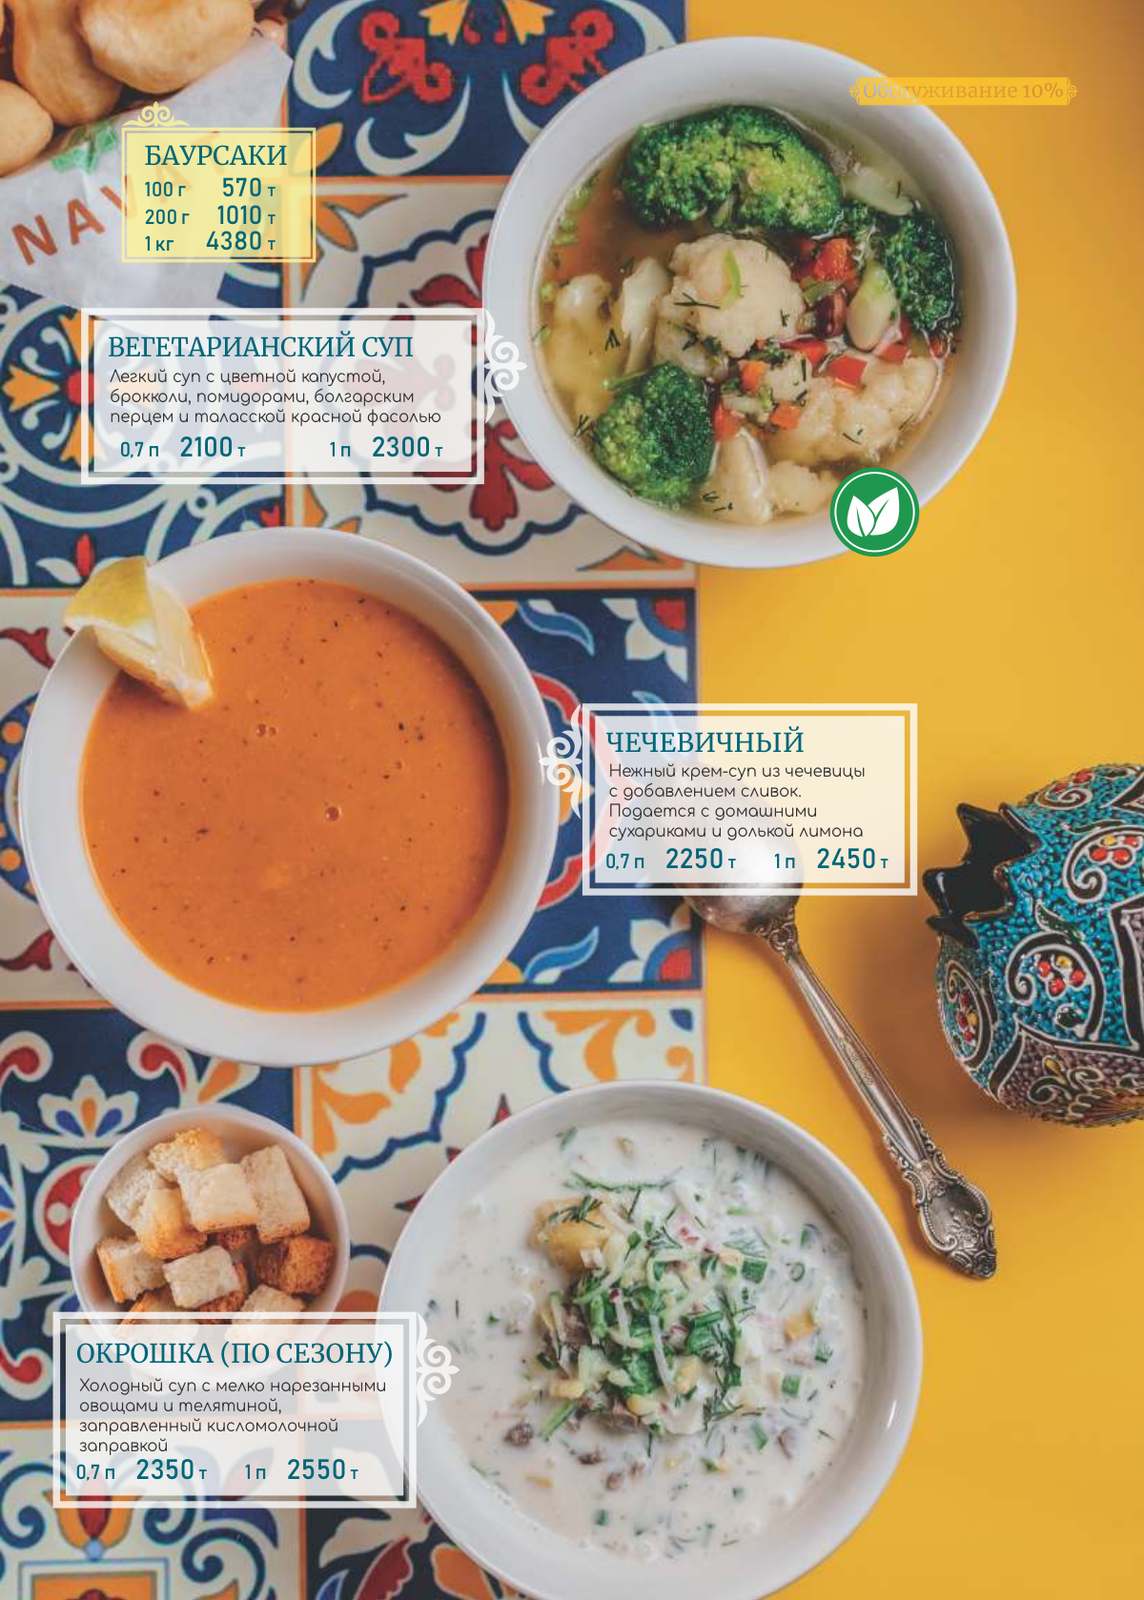 Обслуживание 10%
БАУРСАКИ
100 г 570 т
200 г 1010 т
1 кг 4380 т
NAV
ВЕГЕТАРИАНСКИЙ СУП
Легкий суп с цветной капустой,
брокколи, помидорами, болгарским
перцем и таласской красной фасолью
0,7 п 2100 т 1 п 2300 т
ЧЕЧЕВИЧНЫЙ
Нежный крем-суп из чечевицы
с добавлением сливок.
Подается с домашними
сухариками и долькой лимона
0,7 п 2250 т 1 п 2450 т
ОКРОШКА (ПО СЕЗОНУ)
Холодный суп с мелко нарезанными
овощами и телятиной,
заправленный кисломолочной
заправкой
0,7 п 2350 т 1 п 2550 т